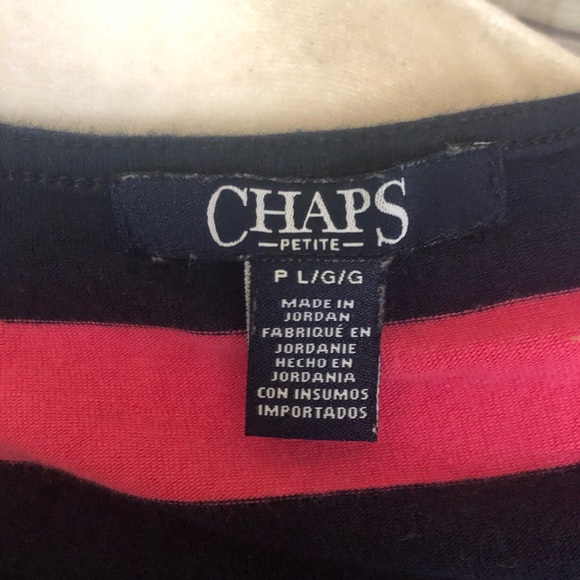 CHAPS
PETITE
P L/G/G
MADE IN
JORDAN
FABRIQUÉ EN
JORDANIE
HECHO EN
JORDANIA
CON INSUMOS
IMPORTADOS